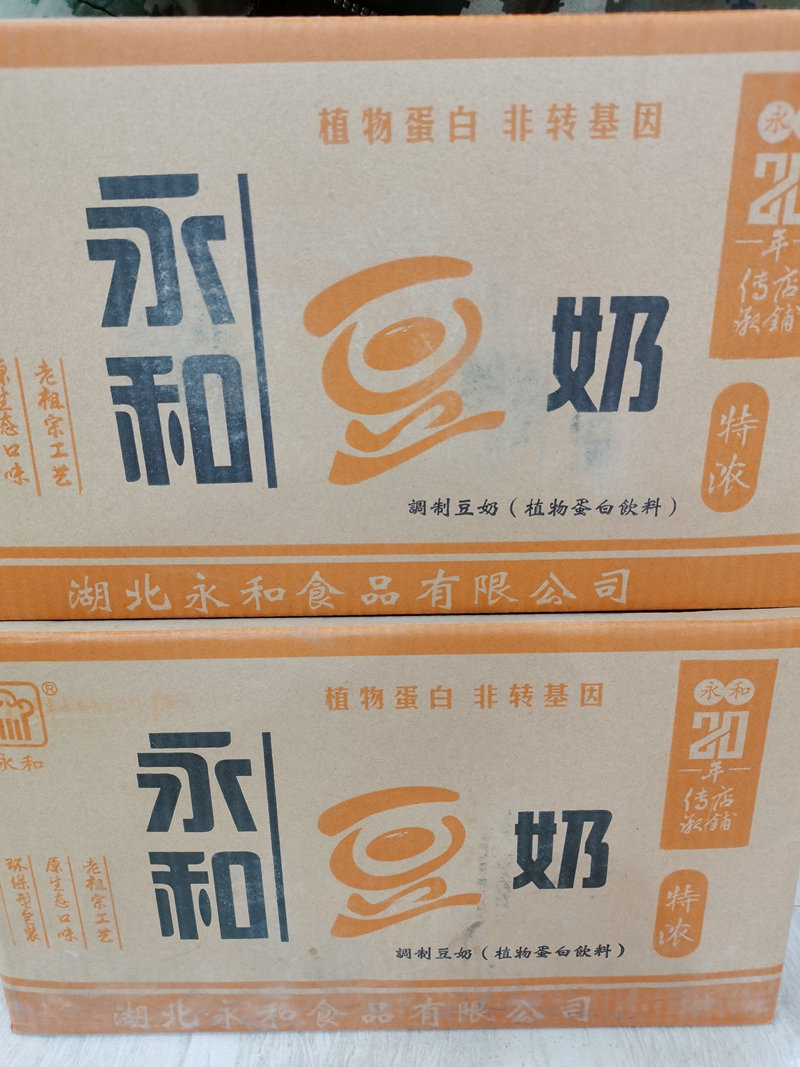 植物蛋白 非转基因
永和
豆奶
永
20
年
传承
店铺
特浓
老祖宗工艺
原生态口味
調制豆奶（植物蛋白飲料）
湖北永和食品有限公司
®
永和
植物蛋白 非转基因
永和
豆奶
永和
20
年
传承
店铺
特浓
老祖宗工艺
原生态口味
环保型包装
調制豆奶（植物蛋白飲料）
湖北永和食品有限公司